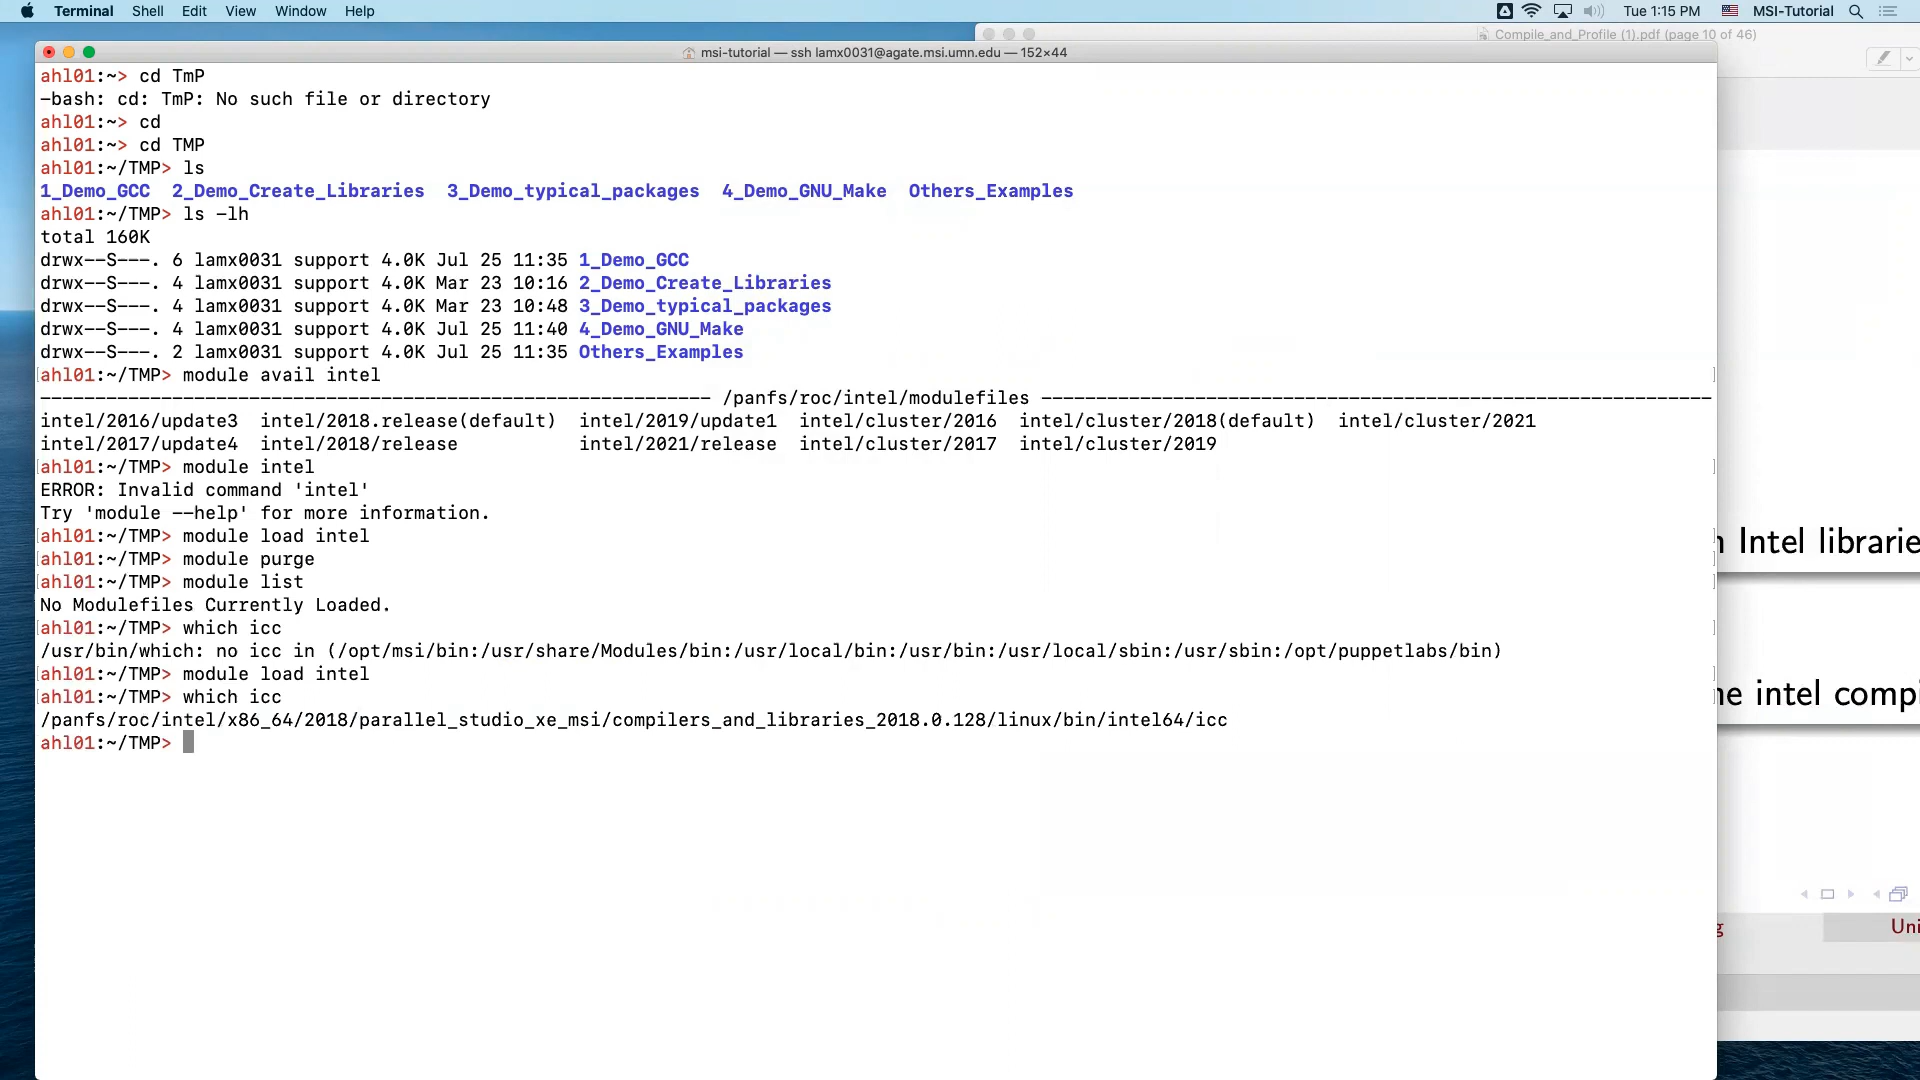 Terminal Shell Edit View Window Help Tue 1:15 PM MSI-Tutorial
Compile_and_Profile (1).pdf (page 10 of 46)
msi-tutorial — ssh lamx0031@agate.msi.umn.edu — 152×44
ahl01:~> cd TmP
-bash: cd: TmP: No such file or directory
ahl01:~> cd
ahl01:~> cd TMP
ahl01:~/TMP> ls
1_Demo_GCC 2_Demo_Create_Libraries 3_Demo_typical_packages 4_Demo_GNU_Make Others_Examples
ahl01:~/TMP> ls -lh
total 160K
drwx--S---. 6 lamx0031 support 4.0K Jul 25 11:35 1_Demo_GCC
drwx--S---. 4 lamx0031 support 4.0K Mar 23 10:16 2_Demo_Create_Libraries
drwx--S---. 4 lamx0031 support 4.0K Mar 23 10:48 3_Demo_typical_packages
drwx--S---. 4 lamx0031 support 4.0K Jul 25 11:40 4_Demo_GNU_Make
drwx--S---. 2 lamx0031 support 4.0K Jul 25 11:35 Others_Examples
[ahl01:~/TMP> module avail intel ]
------------------------------------------------------------- /panfs/roc/intel/modulefiles -------------------------------------------------------------
intel/2016/update3 intel/2018.release(default) intel/2019/update1 intel/cluster/2016 intel/cluster/2018(default) intel/cluster/2021
intel/2017/update4 intel/2018/release intel/2021/release intel/cluster/2017 intel/cluster/2019
[ahl01:~/TMP> module intel ]
ERROR: Invalid command 'intel'
Try 'module --help' for more information.
[ahl01:~/TMP> module load intel ]
[ahl01:~/TMP> module purge ]
[ahl01:~/TMP> module list ]
No Modulefiles Currently Loaded.
[ahl01:~/TMP> which icc ]
/usr/bin/which: no icc in (/opt/msi/bin:/usr/share/Modules/bin:/usr/local/bin:/usr/bin:/usr/local/sbin:/usr/sbin:/opt/puppetlabs/bin)
[ahl01:~/TMP> module load intel ]
[ahl01:~/TMP> which icc ]
/panfs/roc/intel/x86_64/2018/parallel_studio_xe_msi/compilers_and_libraries_2018.0.128/linux/bin/intel64/icc
ahl01:~/TMP>
n Intel librarie
he intel compi
g Uni